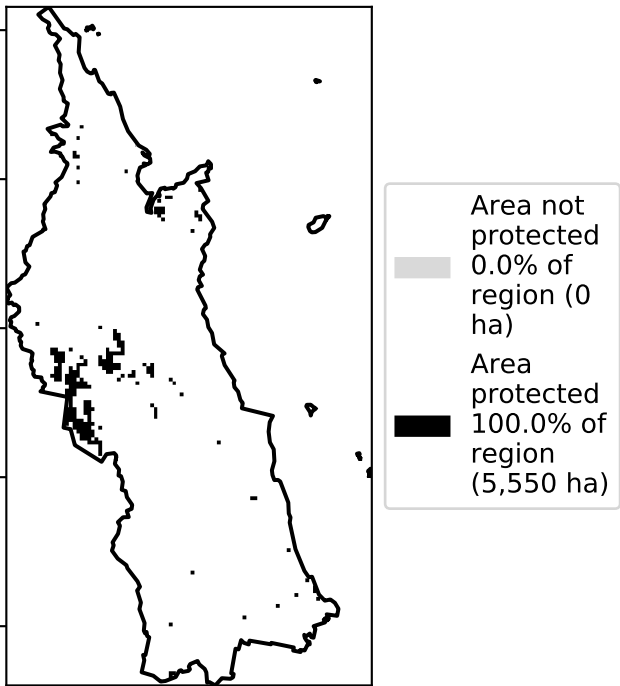 Area not
protected
0.0% of
region (0
ha)
Area
protected
100.0% of
region
(5,550 ha)